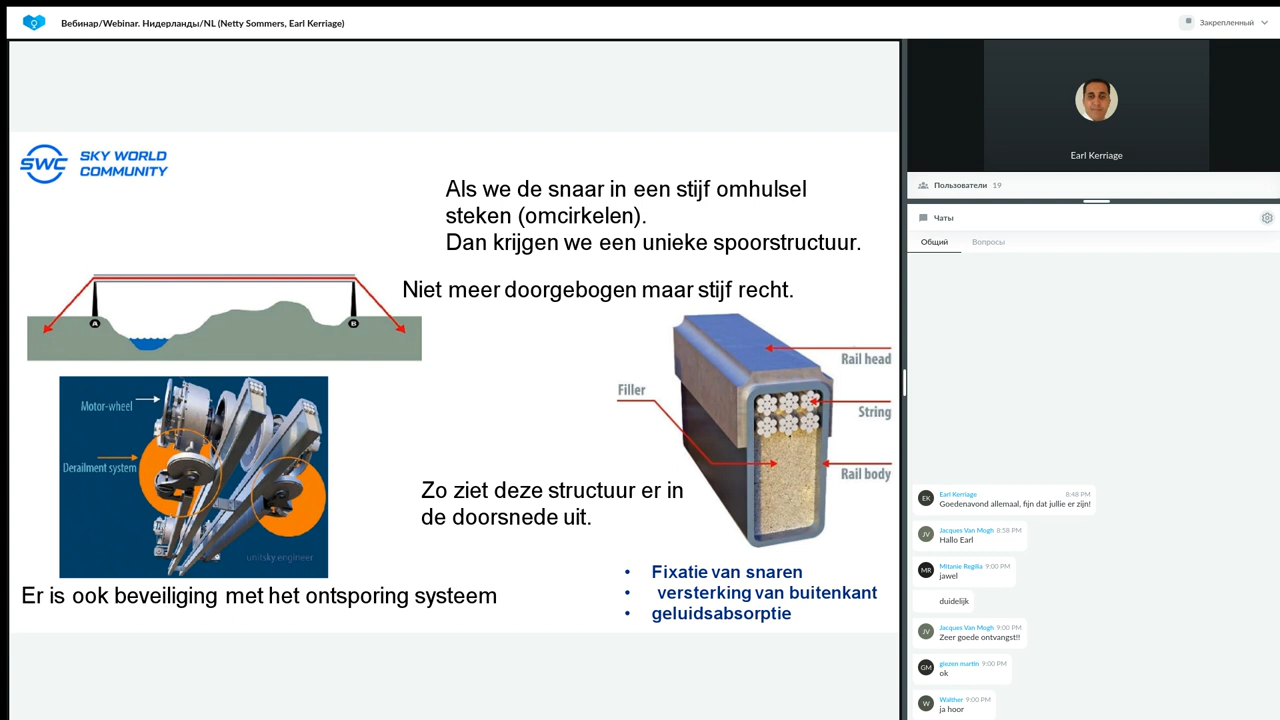 Вебинар/Webinar. Нидерланды/NL (Netty Sommers, Earl Kerriage)
Закрепленный
SWC
SKY WORLD
COMMUNITY
Als we de snaar in een stijf omhulsel
steken (omcirkelen).
Dan krijgen we een unieke spoorstructuur.
Niet meer doorgebogen maar stijf recht.
A
B
Motor-wheel
Derailment system
unitsky engineer
Rail head
Filler
String
Rail body
Zo ziet deze structuur er in
de doorsnede uit.
Er is ook beveiliging met het ontsporing systeem
• Fixatie van snaren
• versterking van buitenkant
• geluidsabsorptie
Earl Kerriage
Пользователи 19
Чаты
Общий Вопросы
EK
Earl Kerriage 8:48 PM
Goedenavond allemaal, fijn dat jullie er zijn!
JV
Jacques Van Mogh 8:58 PM
Hallo Earl
MR
Mitanie Regilia 9:00 PM
jawel
duidelijk
JV
Jacques Van Mogh 9:00 PM
Zeer goede ontvangst!!
GM
giezen martin 9:00 PM
ok
W
Walther 9:00 PM
ja hoor